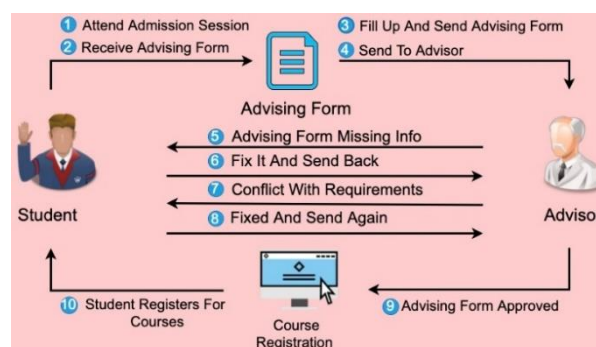 1 Attend Admission Session
2 Receive Advising Form
3 Fill Up And Send Advising Form
4 Send To Advisor
Advising Form
5 Advising Form Missing Info
6 Fix It And Send Back
7 Conflict With Requirements
8 Fixed And Send Again
Student
Adviso
10 Student Registers For
Courses
Course
Registration
9 Advising Form Approved